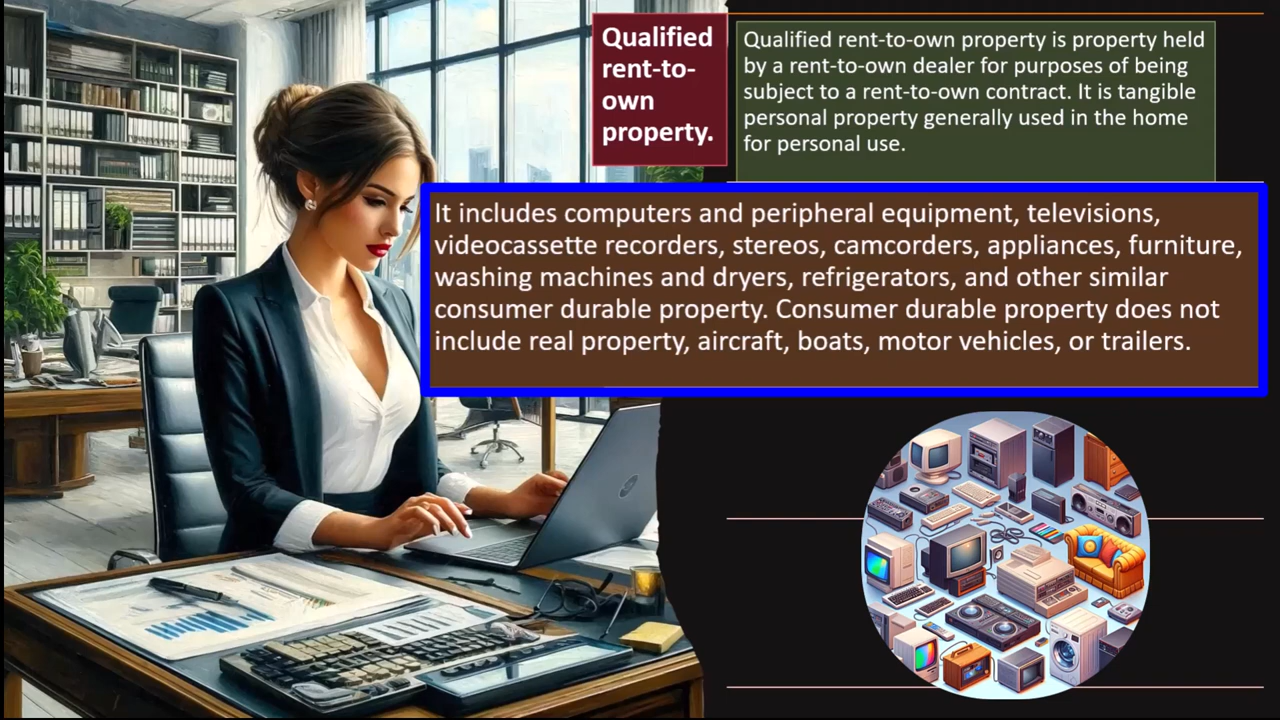 Qualified
rent-to-
own
property.
Qualified rent-to-own property is property held
by a rent-to-own dealer for purposes of being
subject to a rent-to-own contract. It is tangible
personal property generally used in the home
for personal use.
It includes computers and peripheral equipment, televisions,
videocassette recorders, stereos, camcorders, appliances, furniture,
washing machines and dryers, refrigerators, and other similar
consumer durable property. Consumer durable property does not
include real property, aircraft, boats, motor vehicles, or trailers.